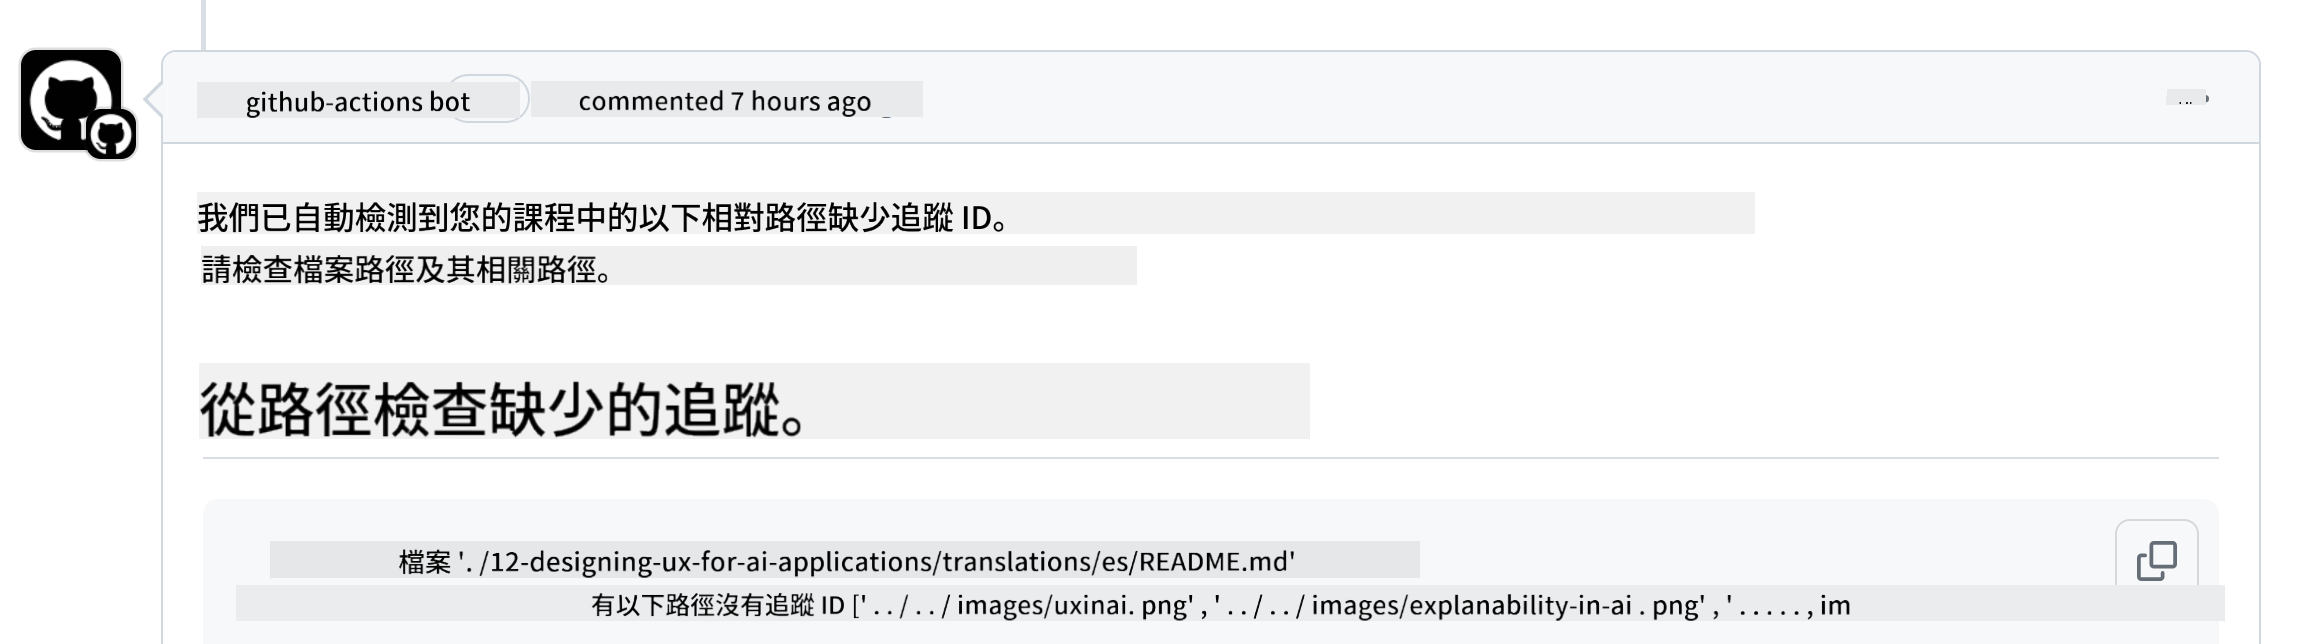 github-actions bot commented 7 hours ago
我們已自動檢測到您的課程中的以下相對路徑缺少追蹤 ID。
請檢查檔案路徑及其相關路徑。
從路徑檢查缺少的追蹤。
檔案 '. /12-designing-ux-for-ai-applications/translations/es/README.md'
有以下路徑沒有追蹤 ID [' . . / . . / images/uxinai. png' , ' . . / . . / images/explanability-in-ai . png' , ' . . . . . , im